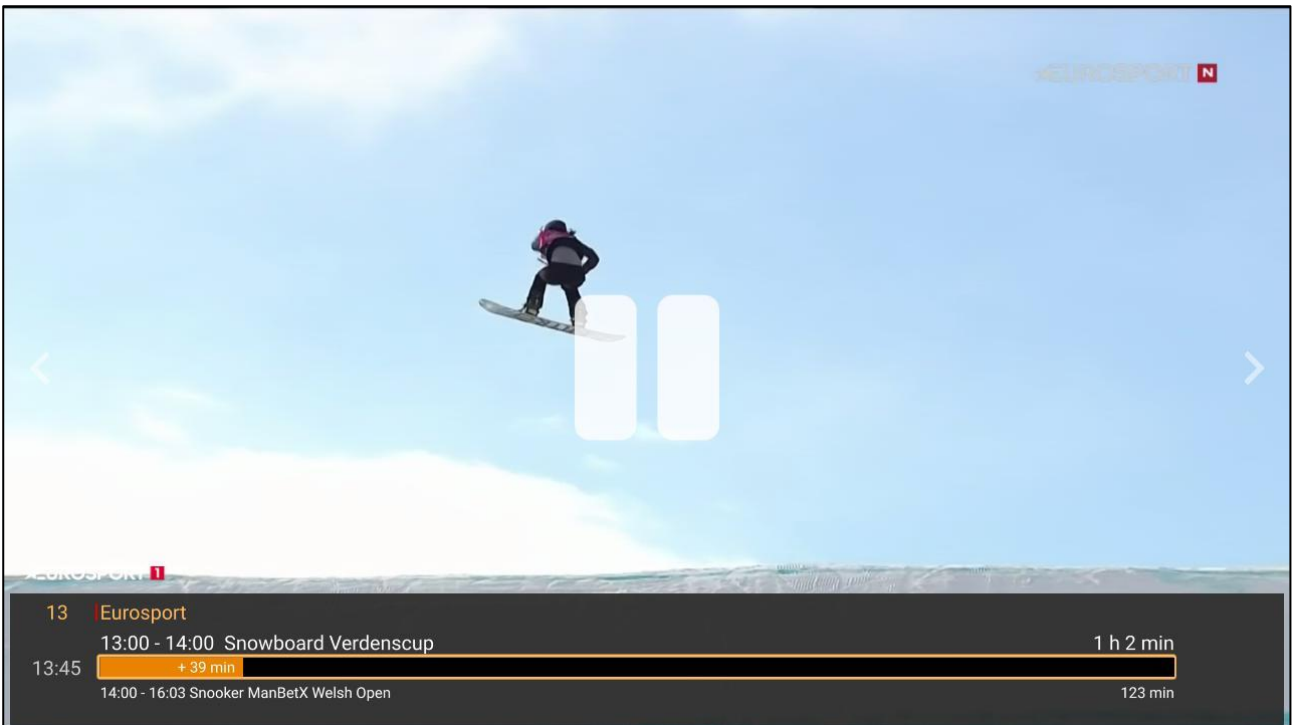 EUROSPORT N
EUROSPORT 1
13 Eurosport
13:00 - 14:00 Snowboard Verdenscup 1 h 2 min
13:45 + 39 min
14:00 - 16:03 Snooker ManBetX Welsh Open 123 min